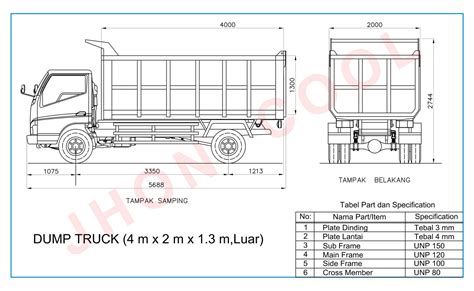 4000
2000
1300
2744
1075
3350
1213
5688
TAMPAK SAMPING
TAMPAK BELAKANG
JHONI COOL
DUMP TRUCK (4 m x 2 m x 1.3 m,Luar)
Tabel Part dan Specification
No: Nama Part/Item Specification
1 Plate Dinding Tebal 3 mm
2 Plate Lantai Tebal 4 mm
3 Sub Frame UNP 150
4 Main Frame UNP 120
5 Side Frame UNP 100
6 Cross Member UNP 80